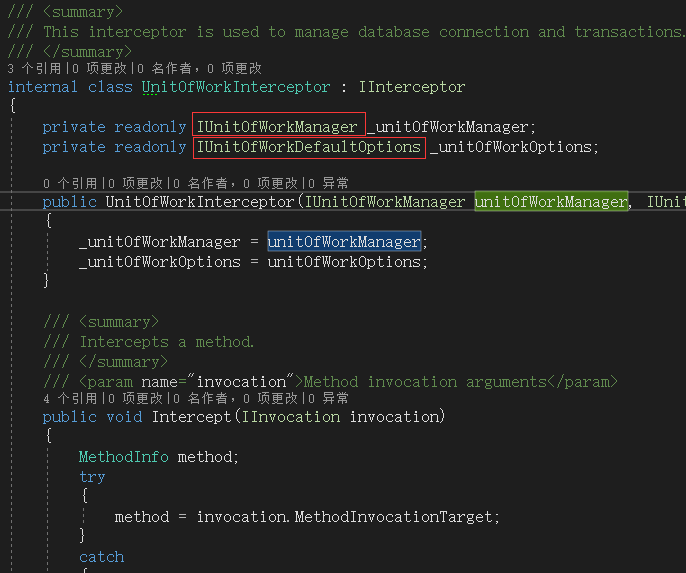 /// <summary>
/// This interceptor is used to manage database connection and transactions.
/// </summary>
3 个引用|0 项更改|0 名作者，0 项更改
internal class UnitOfWorkInterceptor : IInterceptor
{
private readonly IUnitOfWorkManager _unitOfWorkManager;
private readonly IUnitOfWorkDefaultOptions _unitOfWorkOptions;
0 个引用|0 项更改|0 名作者，0 项更改|0 异常
public UnitOfWorkInterceptor(IUnitOfWorkManager unitOfWorkManager, IUnit
{
_unitOfWorkManager = unitOfWorkManager;
_unitOfWorkOptions = unitOfWorkOptions;
}
/// <summary>
/// Intercepts a method.
/// </summary>
/// <param name="invocation">Method invocation arguments</param>
4 个引用|0 项更改|0 名作者，0 项更改|0 异常
public void Intercept(IInvocation invocation)
{
MethodInfo method;
try
{
method = invocation.MethodInvocationTarget;
}
catch